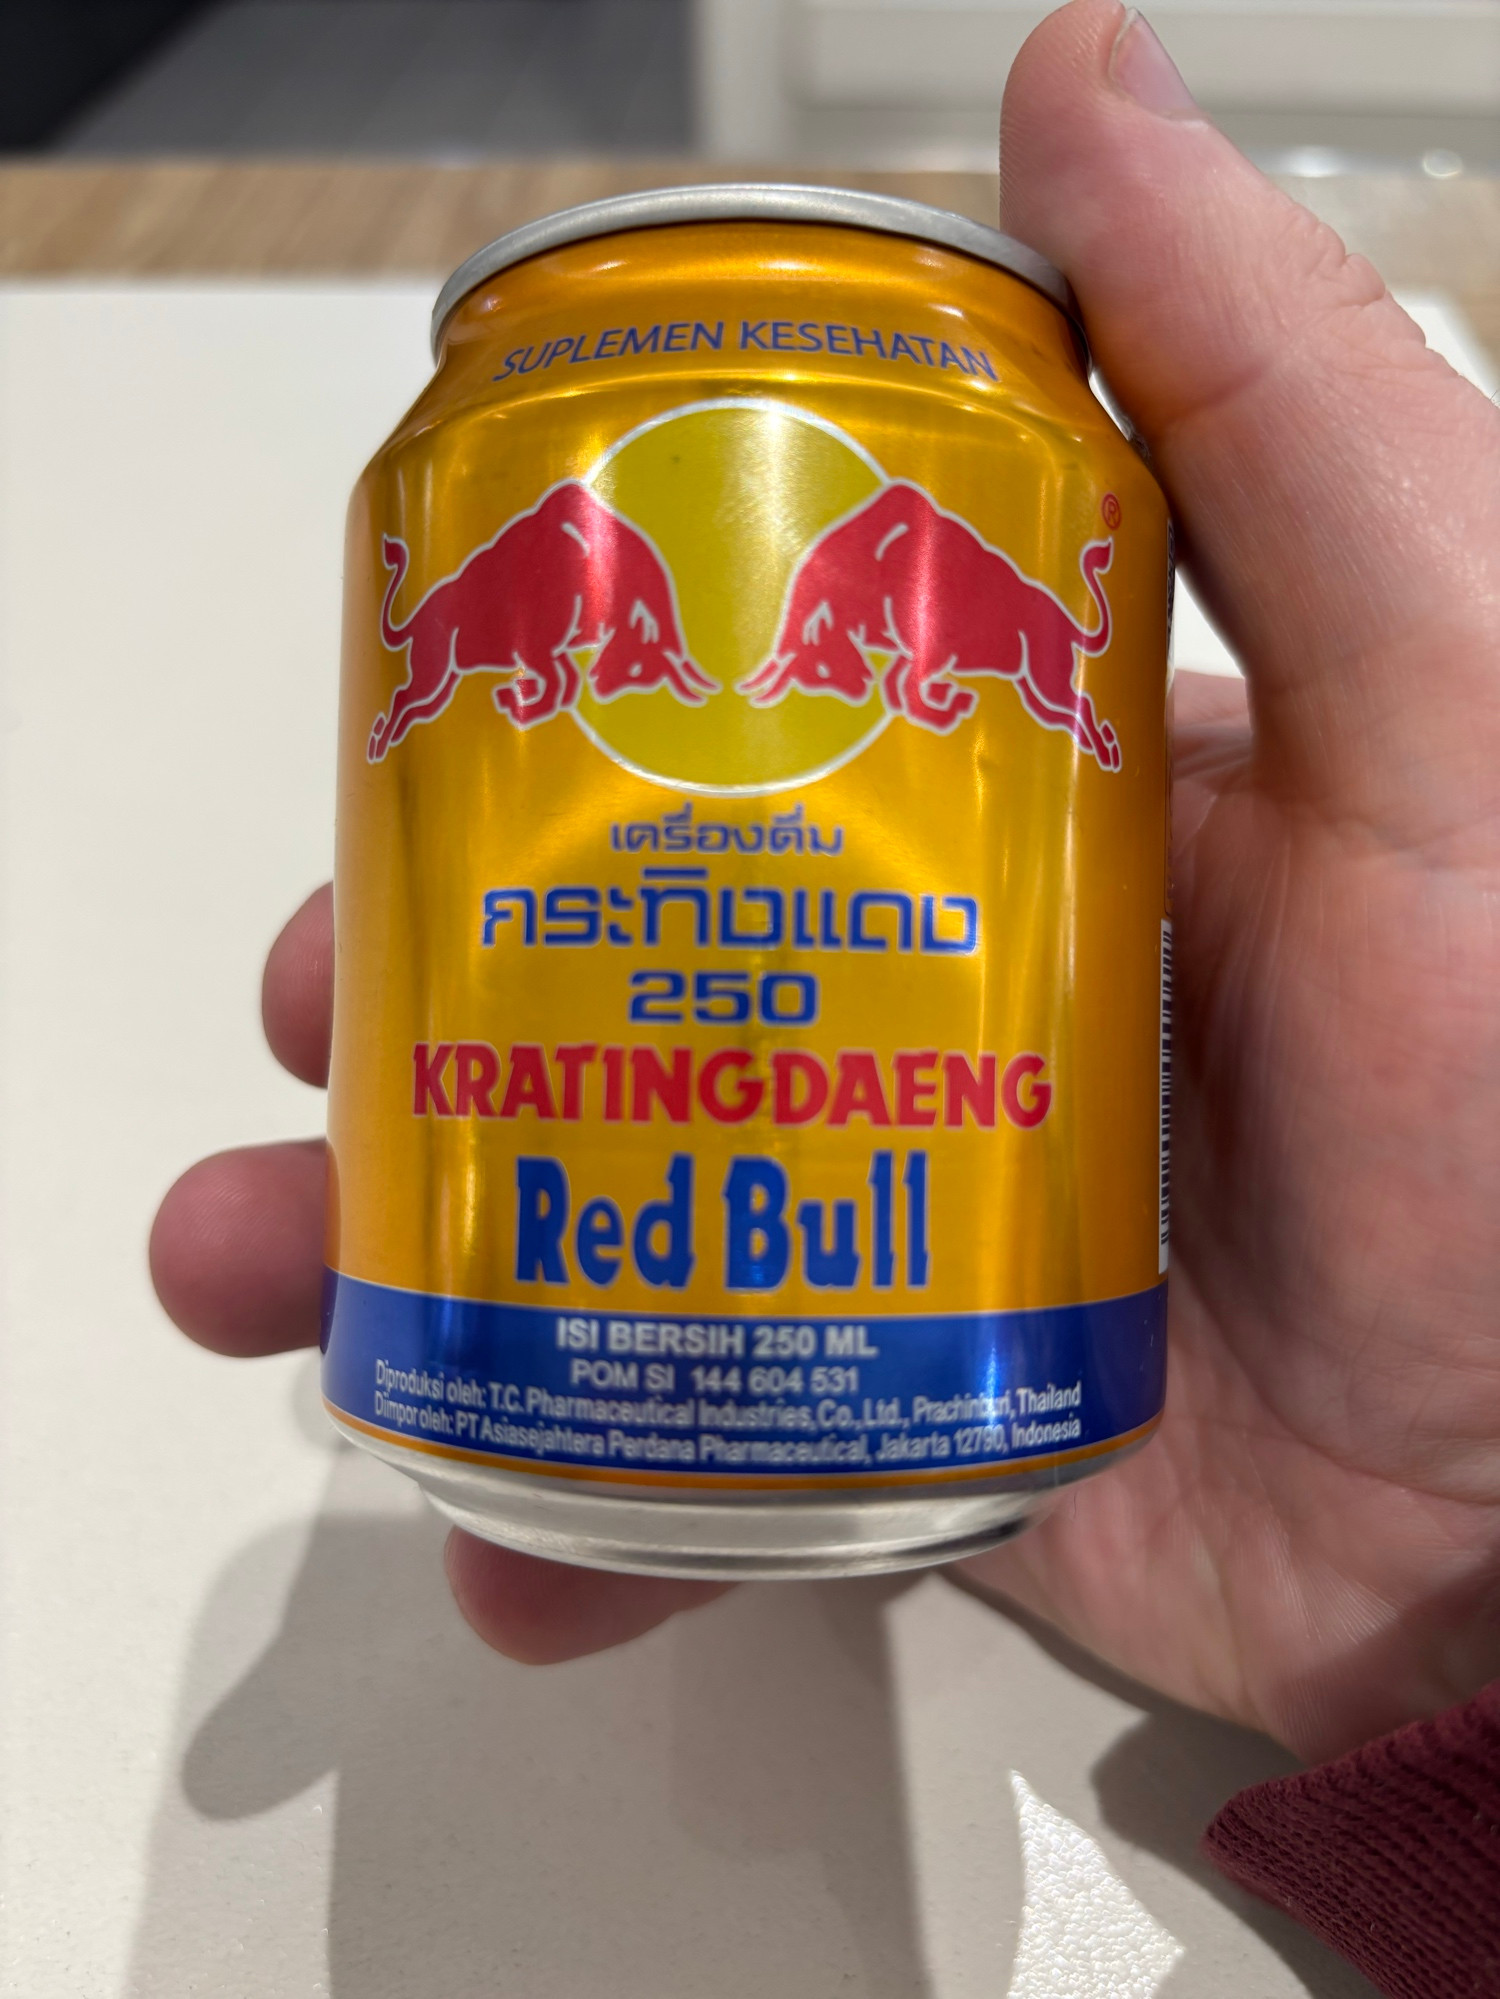 SUPLEMEN KESEHATAN
®
เครื่องดื่ม
กระทิงแดง
250
KRATINGDAENG
Red Bull
ISI BERSIH 250 ML
POM SI 144 604 531
Diproduksi oleh: T.C. Pharmaceutical Industries, Co., Ltd., Prachinburi, Thailand
Diimpor oleh: PT Asiasejahtera Perdana Pharmaceutical, Jakarta 12790, Indonesia